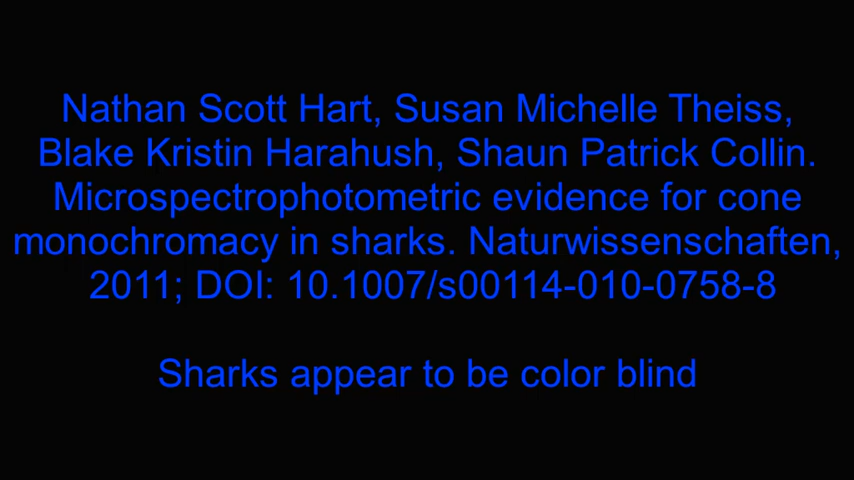 Nathan Scott Hart, Susan Michelle Theiss,
Blake Kristin Harahush, Shaun Patrick Collin.
Microspectrophotometric evidence for cone
monochromacy in sharks. Naturwissenschaften,
2011; DOI: 10.1007/s00114-010-0758-8
Sharks appear to be color blind